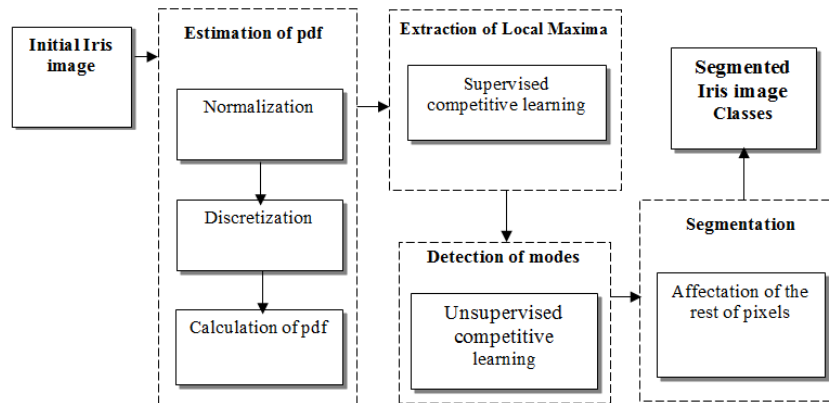 Initial Iris
image
Estimation of pdf
Normalization
Discretization
Calculation of pdf
Extraction of Local Maxima
Supervised
competitive learning
Detection of modes
Unsupervised
competitive
learning
Segmentation
Affectation of the
rest of pixels
Segmented
Iris image
Classes